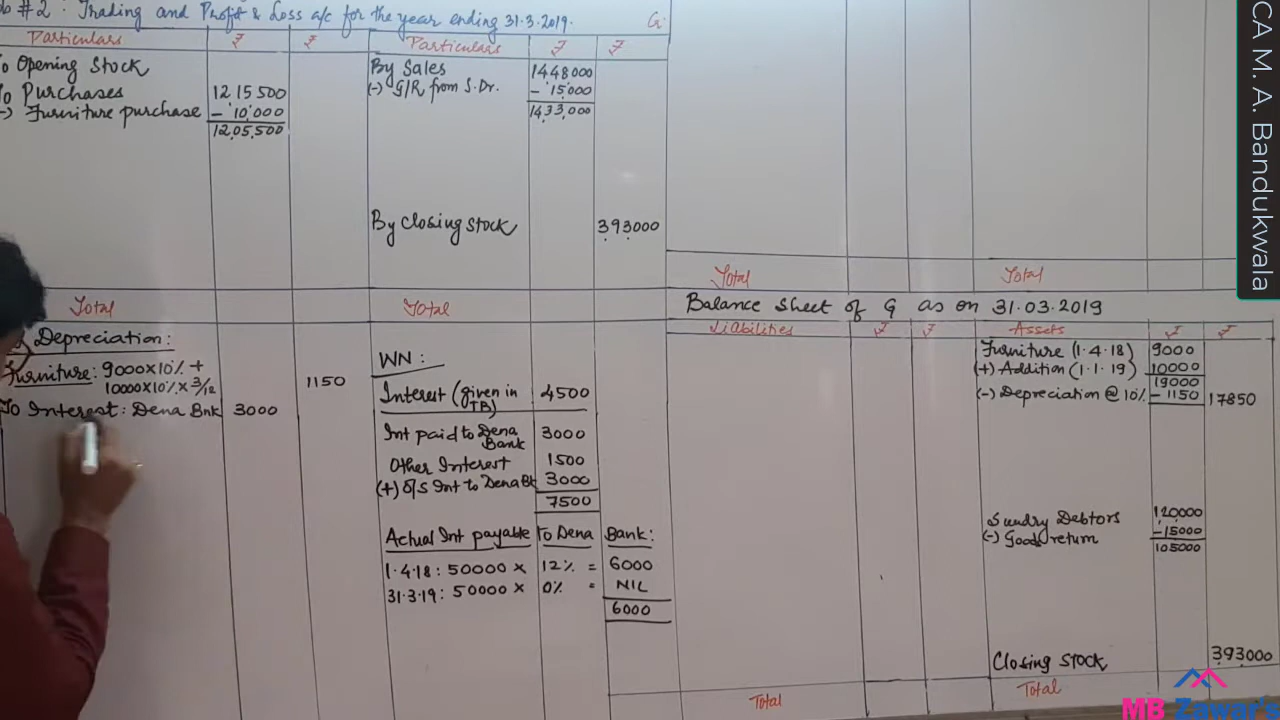 #2: Trading and Profit & Loss a/c for the year ending 31.3.2019. G.
Particulars ₹ ₹ Particulars ₹ ₹
To Opening Stock
To Purchases 1215500
(-) Furniture purchase - 10,000
12,05,500
By Sales 1448000
(-) G/R from S.Dr. - 15,000
14,33,000
By Closing Stock 393000
Total Total
Depreciation:
Furniture: 9000x10% +
10000x10% x 3/12 1150
To Interest: Dena Bnk 3000
WN:
Interest (given in TB) 4500
Int paid to Dena Bank 3000
Other Interest 1500
(+) O/S Int to Dena Bk 3000
7500
Actual Int payable to Dena Bank:
1.4.18: 50000 x 12% = 6000
31.3.19: 50000 x 0% = NIL
6000
Total Total
Balance Sheet of G as on 31.03.2019
Liabilities ₹ ₹ Assets ₹ ₹
Furniture (1.4.18) 9000
(+) Addition (1.1.19) 10000
19000
(-) Depreciation @ 10% - 1150 17850
Sundry Debtors 120000
(-) Goods return - 15000
105000
Closing Stock 393000
Total Total
CA M. A. Bandukwala
MB Zawar's